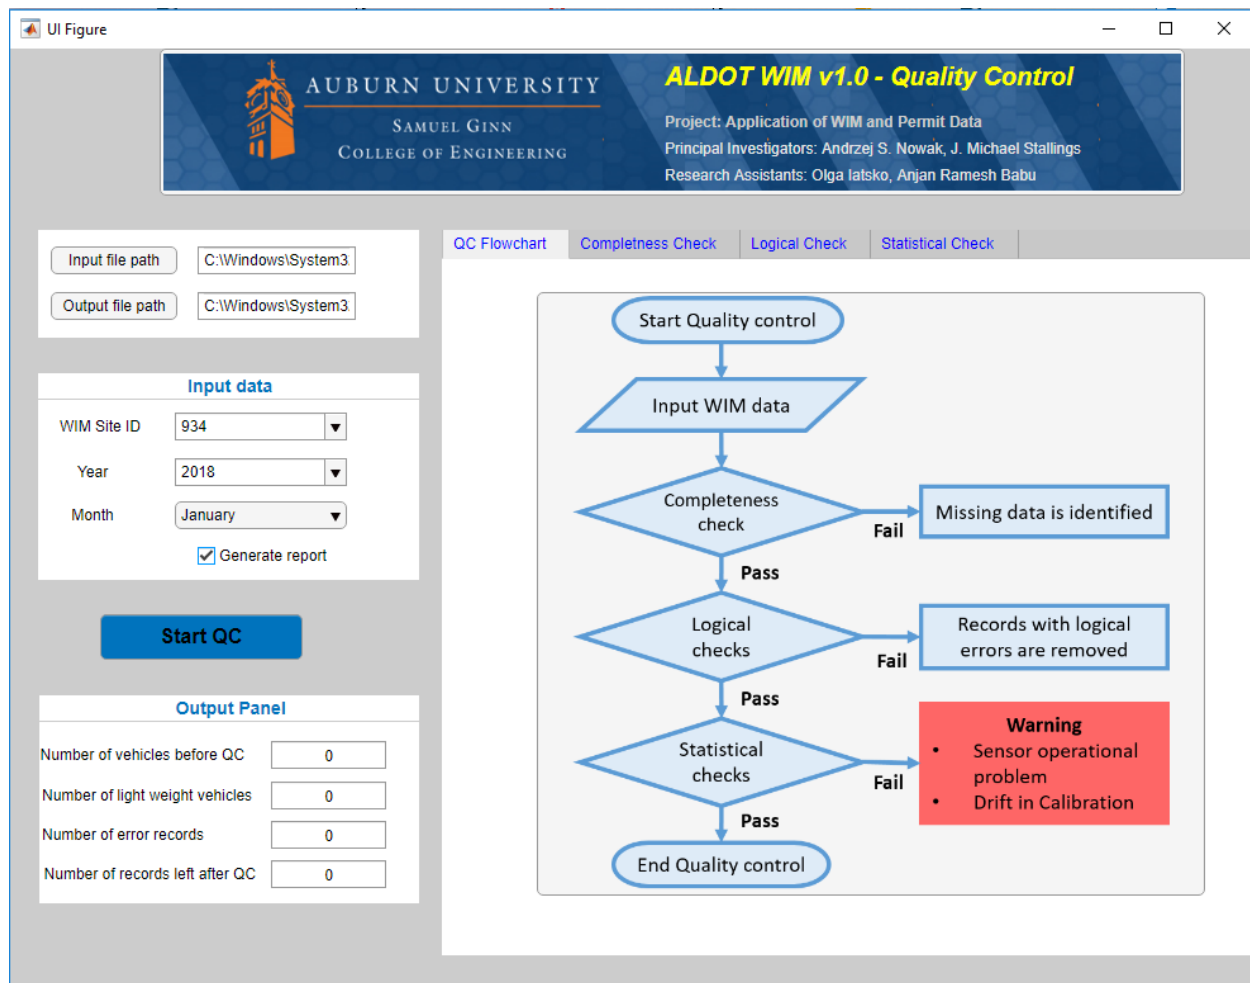 UI Figure
AUBURN UNIVERSITY
SAMUEL GINN
COLLEGE OF ENGINEERING
ALDOT WIM v1.0 - Quality Control
Project: Application of WIM and Permit Data
Principal Investigators: Andrzej S. Nowak, J. Michael Stallings
Research Assistants: Olga Iatsko, Anjan Ramesh Babu
Input file path C:\Windows\System3
Output file path C:\Windows\System3
Input data
WIM Site ID 934
Year 2018
Month January
Generate report
Start QC
Output Panel
Number of vehicles before QC 0
Number of light weight vehicles 0
Number of error records 0
Number of records left after QC 0
QC Flowchart Completness Check Logical Check Statistical Check
Start Quality control
Input WIM data
Completeness
check
Fail
Missing data is identified
Pass
Logical
checks
Fail
Records with logical
errors are removed
Pass
Statistical
checks
Fail
Warning
• Sensor operational
problem
• Drift in Calibration
Pass
End Quality control